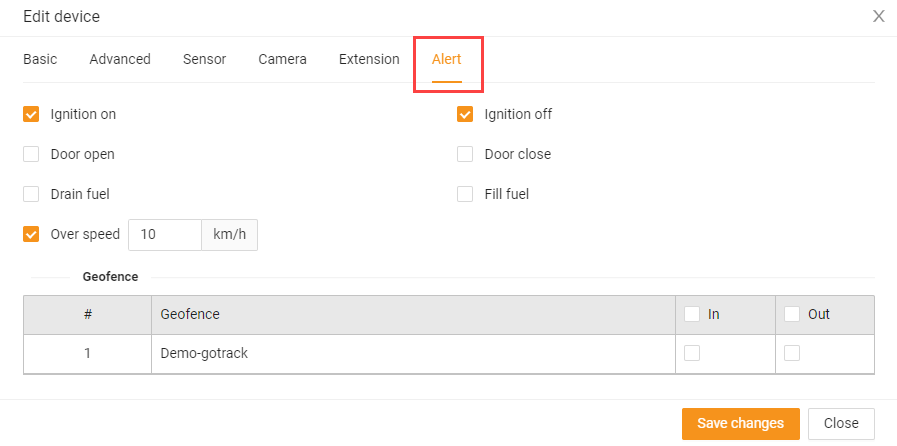 Edit device
Basic Advanced Sensor Camera Extension Alert
Ignition on Ignition off
Door open Door close
Drain fuel Fill fuel
Over speed 10 km/h
Geofence
# Geofence In Out
1 Demo-gotrack
Save changes Close